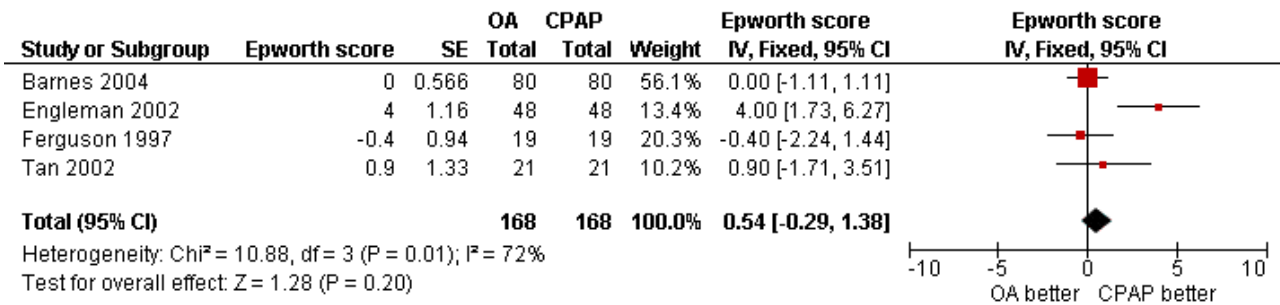 OA CPAP Epworth score Epworth score
Study or Subgroup Epworth score SE Total Total Weight IV, Fixed, 95% CI IV, Fixed, 95% CI
Barnes 2004 0 0.566 80 80 56.1% 0.00 [-1.11, 1.11]
Engleman 2002 4 1.16 48 48 13.4% 4.00 [1.73, 6.27]
Ferguson 1997 -0.4 0.94 19 19 20.3% -0.40 [-2.24, 1.44]
Tan 2002 0.9 1.33 21 21 10.2% 0.90 [-1.71, 3.51]
Total (95% CI) 168 168 100.0% 0.54 [-0.29, 1.38]
Heterogeneity: Chi² = 10.88, df = 3 (P = 0.01); I² = 72%
Test for overall effect: Z = 1.28 (P = 0.20)
-10 -5 0 5 10
OA better CPAP better